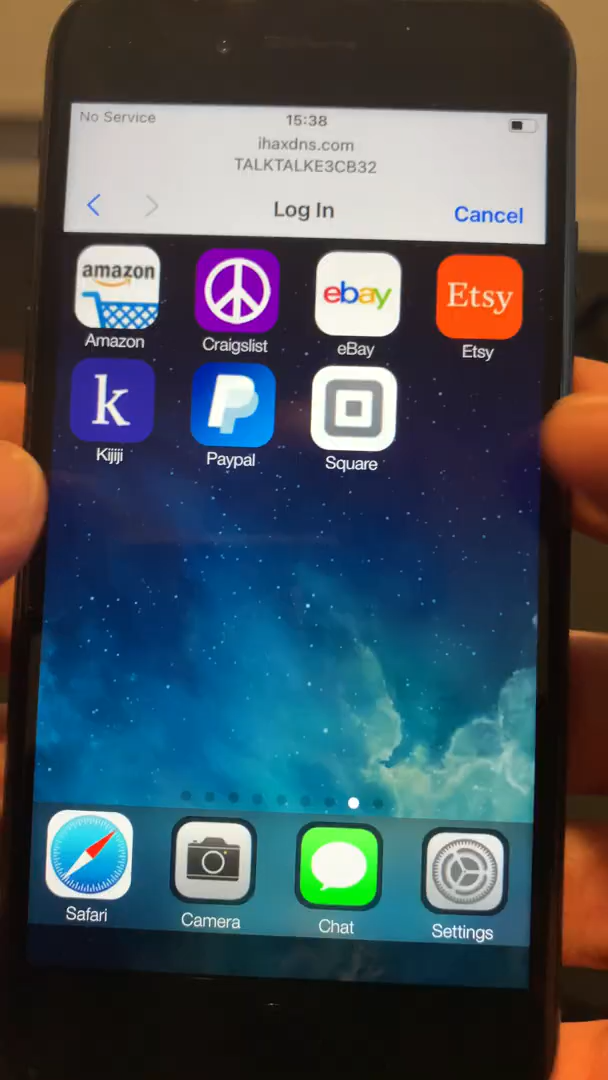 No Service 15:38
ihaxdns.com
TALKTALKE3CB32
Log In Cancel
amazon ebay Etsy
Amazon Craigslist eBay Etsy
k P
Kijiji Paypal Square
Safari Camera Chat Settings